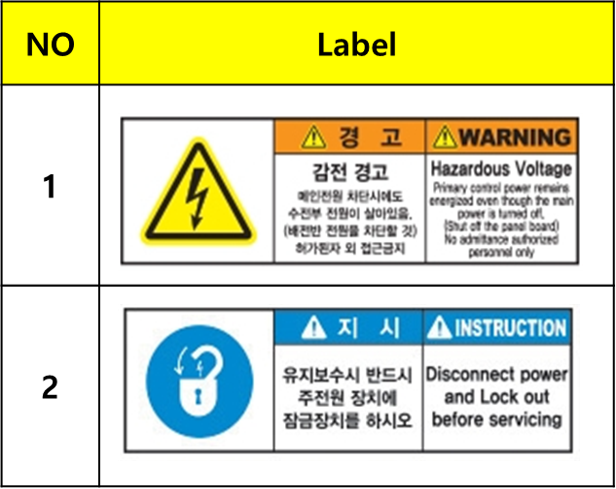 NO
Label
1
경 고
감전 경고
메인전원 차단시에도
수전부 전원이 살아있음.
(배전반 전원을 차단할 것)
허가된자 외 접근금지
WARNING
Hazardous Voltage
Primary control power remains
energized even though the main
power is turned off.
(Shut off the panel board)
No admittance authorized
personnel only
2
지 시
유지보수시 반드시
주전원 장치에
잠금장치를 하시오
INSTRUCTION
Disconnect power
and Lock out
before servicing